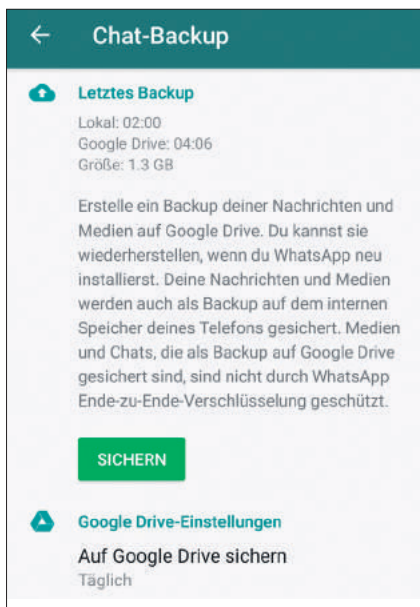 Chat-Backup
Letztes Backup
Lokal: 02:00
Google Drive: 04:06
Größe: 1.3 GB
Erstelle ein Backup deiner Nachrichten und
Medien auf Google Drive. Du kannst sie
wiederherstellen, wenn du WhatsApp neu
installierst. Deine Nachrichten und Medien
werden auch als Backup auf dem internen
Speicher deines Telefons gesichert. Medien
und Chats, die als Backup auf Google Drive
gesichert sind, sind nicht durch WhatsApp
Ende-zu-Ende-Verschlüsselung geschützt.
SICHERN
Google Drive-Einstellungen
Auf Google Drive sichern
Täglich